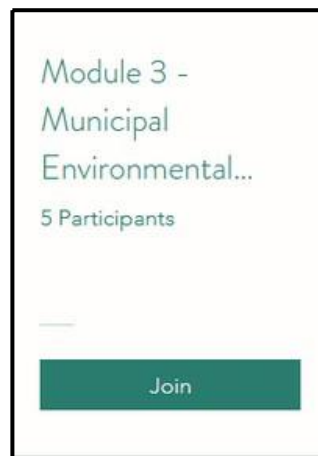 Module 3 -
Municipal
Environmental...
5 Participants
Join